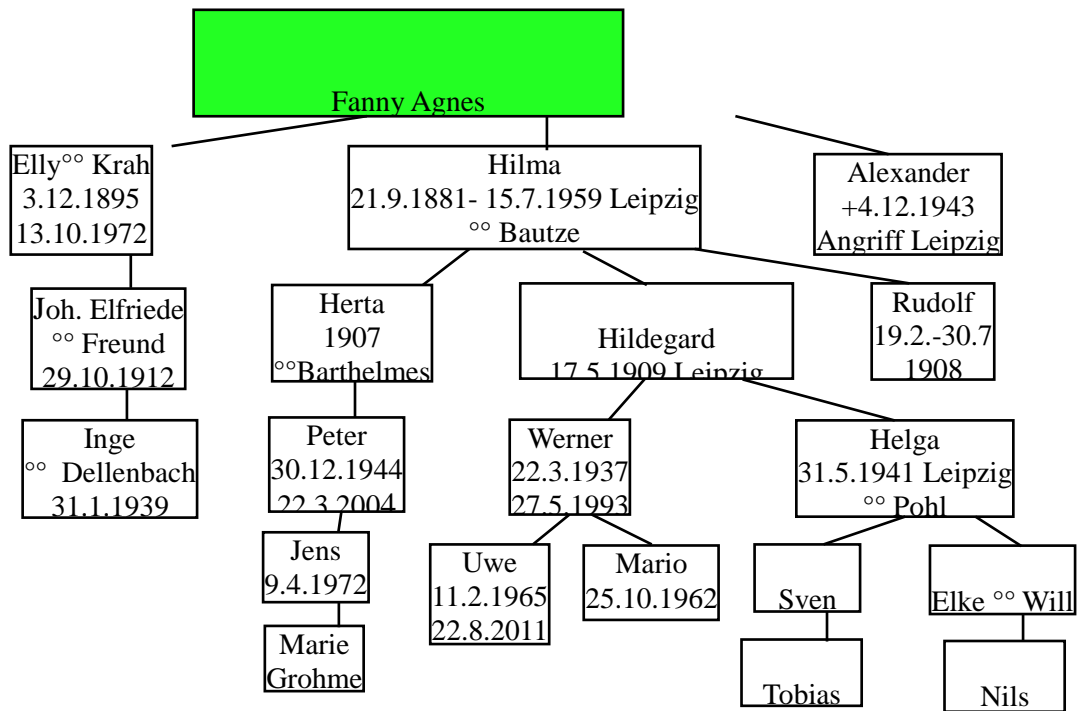 Fanny Agnes
Elly°° Krah
3.12.1895
13.10.1972
Hilma
21.9.1881- 15.7.1959 Leipzig
°° Bautze
Alexander
+4.12.1943
Angriff Leipzig
Joh. Elfriede
°° Freund
29.10.1912
Herta
1907
°°Barthelmes
Hildegard
17.5.1909 Leipzig
Rudolf
19.2.-30.7
1908
Inge
°° Dellenbach
31.1.1939
Peter
30.12.1944
22.3.2004
Werner
22.3.1937
27.5.1993
Helga
31.5.1941 Leipzig
°° Pohl
Jens
9.4.1972
Uwe
11.2.1965
22.8.2011
Mario
25.10.1962
Sven
Elke °° Will
Marie
Grohme
Tobias
Nils